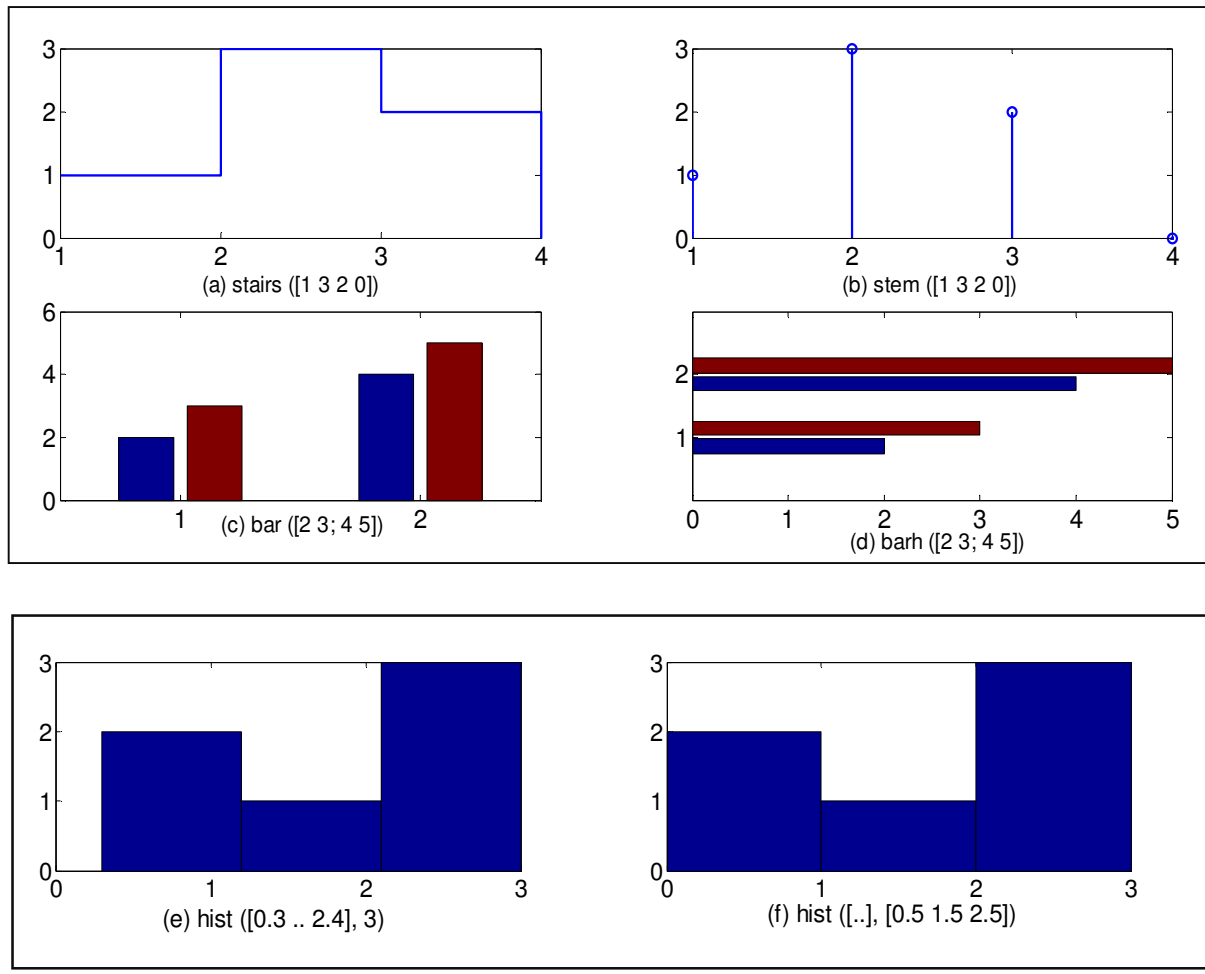 3
2
1
0
1 2 3 4
(a) stairs ([1 3 2 0])
3
2
1
0
1 2 3 4
(b) stem ([1 3 2 0])
6
4
2
0
1 2
(c) bar ([2 3; 4 5])
2
1
0 1 2 3 4 5
(d) barh ([2 3; 4 5])
3
2
1
0
0 1 2 3
(e) hist ([0.3 .. 2.4], 3)
3
2
1
0
0 1 2 3
(f) hist ([..], [0.5 1.5 2.5])